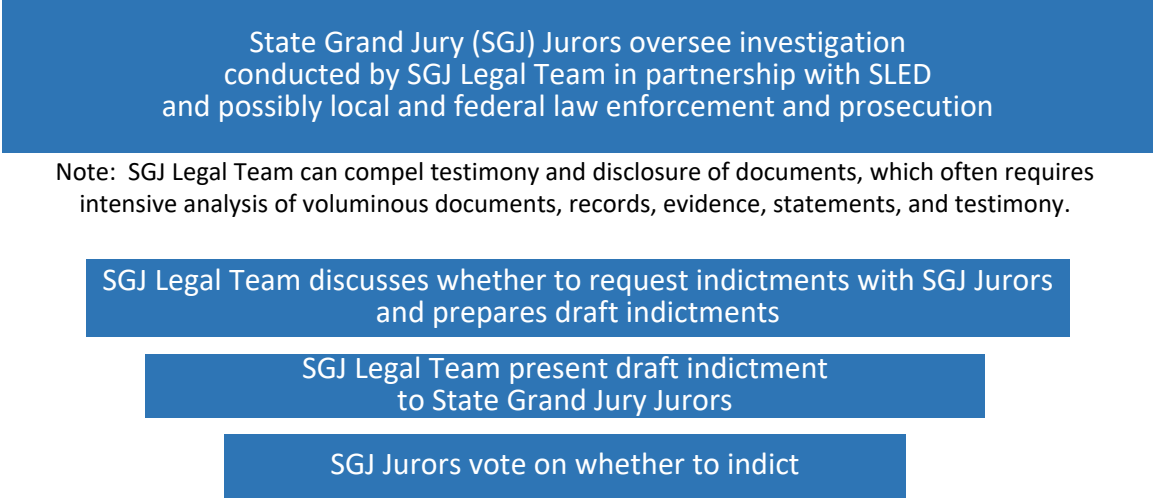 State Grand Jury (SGJ) Jurors oversee investigation
conducted by SGJ Legal Team in partnership with SLED
and possibly local and federal law enforcement and prosecution
Note:  SGJ Legal Team can compel testimony and disclosure of documents, which often requires
intensive analysis of voluminous documents, records, evidence, statements, and testimony.
SGJ Legal Team discusses whether to request indictments with SGJ Jurors
and prepares draft indictments
SGJ Legal Team present draft indictment
to State Grand Jury Jurors
SGJ Jurors vote on whether to indict